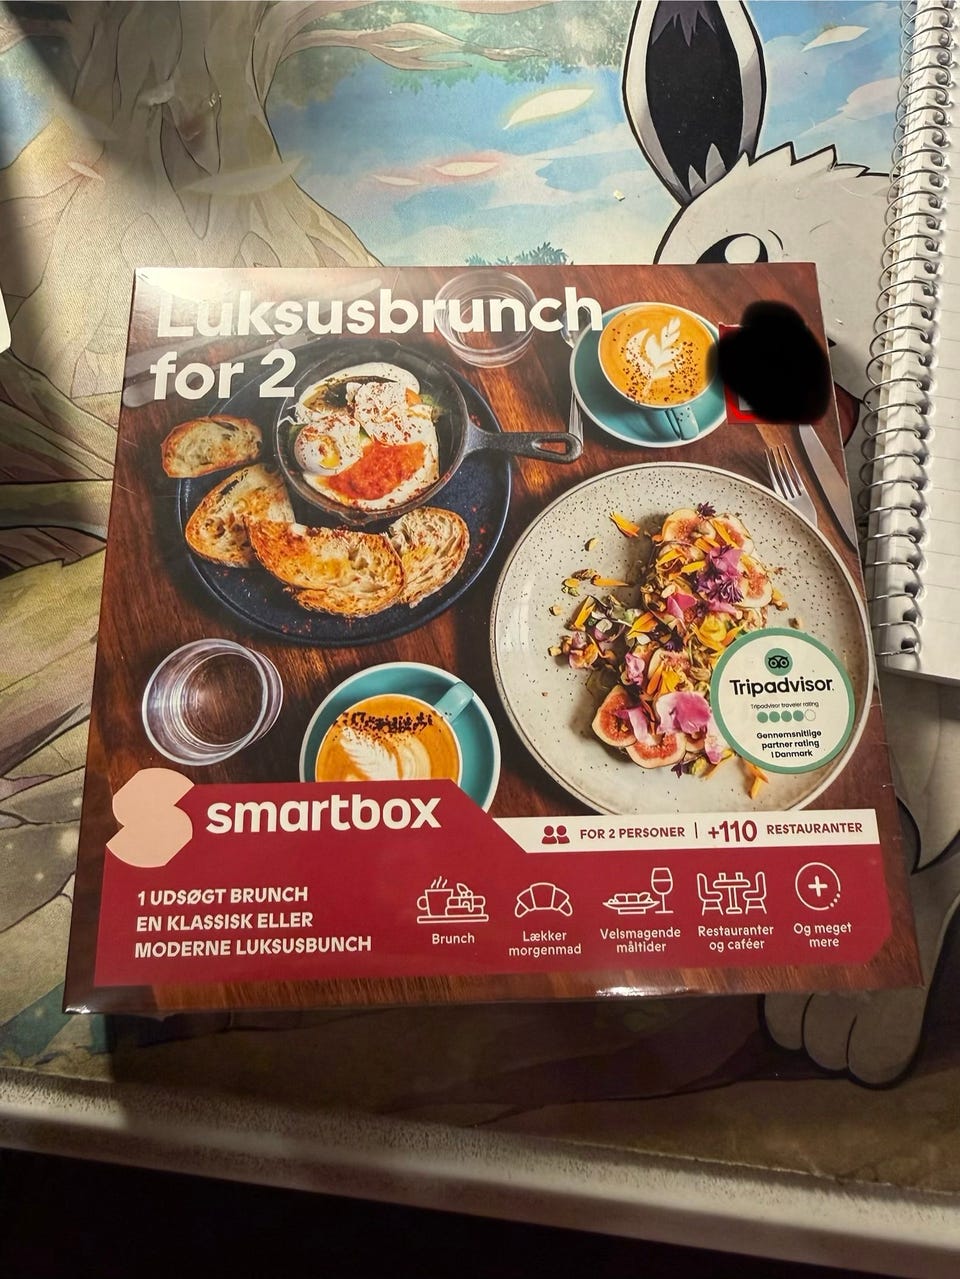 Luksusbrunch
for 2
Tripadvisor
Tripadvisor traveler rating
Gennemsnitlige
partner rating
i Danmark
smartbox
FOR 2 PERSONER | +110 RESTAURANTER
1 UDSØGT BRUNCH
EN KLASSISK ELLER
MODERNE LUKSUSBUNCH
Brunch
Lækker
morgenmad
Velsmagende
måltider
Restauranter
og caféer
Og meget
mere